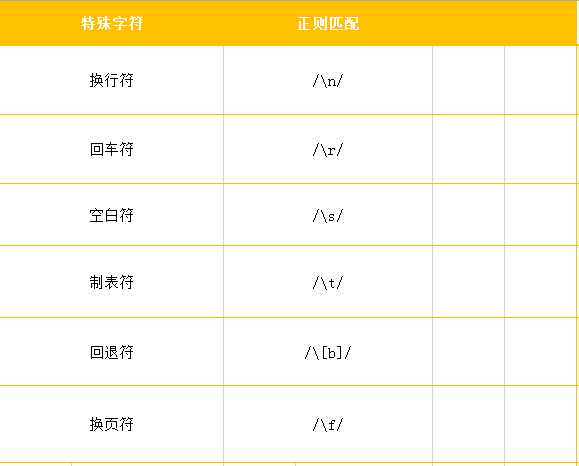 特殊字符 正则匹配
换行符 /\n/
回车符 /\r/
空白符 /\s/
制表符 /\t/
回退符 /\[b]/
换页符 /\f/